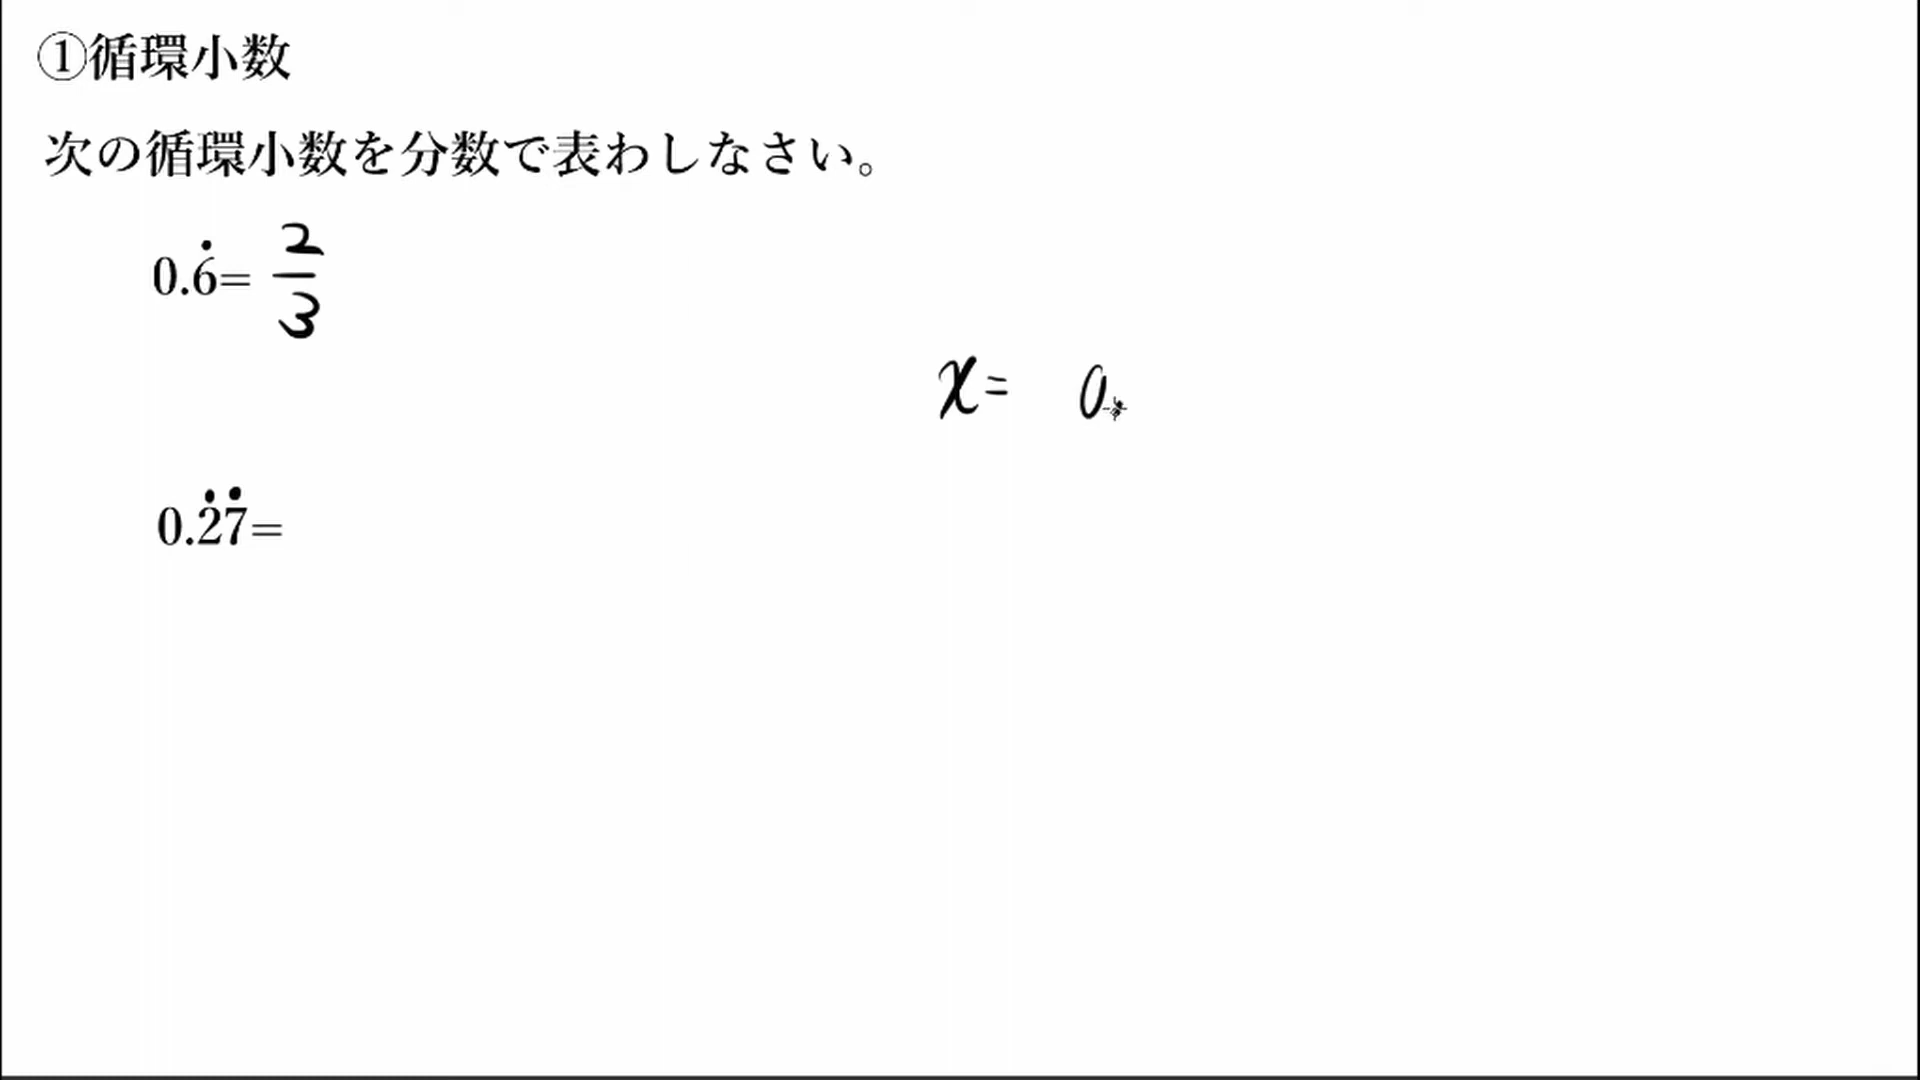 ①循環小数
次の循環小数を分数で表わしなさい。
0.6̇= 2/3
x= 0.
0.2̇7̇=